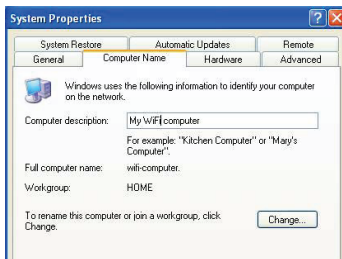 System Properties
System Restore Automatic Updates Remote
General Computer Name Hardware Advanced
Windows uses the following information to identify your computer
on the network.
Computer description: My WiFi computer
For example: "Kitchen Computer" or "Mary's
Computer".
Full computer name: wifi-computer.
Workgroup: HOME
To rename this computer or join a workgroup, click Change...
Change.